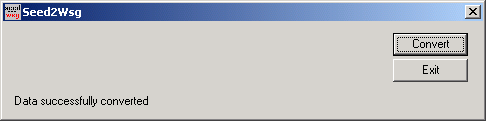 Seed2Wsg
Convert
Exit
Data successfully converted